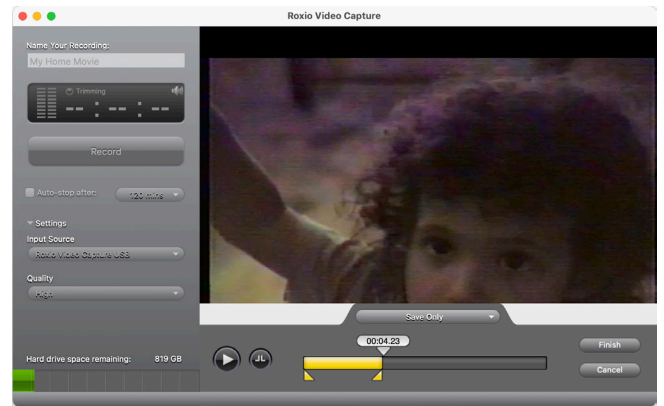 Roxio Video Capture
Name Your Recording:
My Home Movie
Trimming
-- : -- : --
Record
Auto-stop after:
120 mins
Settings
Input Source
Roxio Video Capture USB
Quality
High
Hard drive space remaining: 819 GB
Save Only
00:04.23
Finish
Cancel